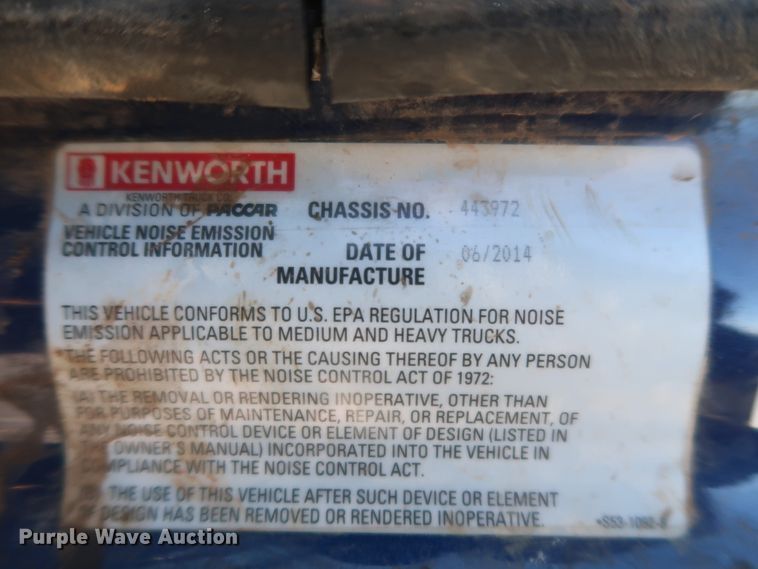 KENWORTH
KENWORTH TRUCK CO.
A DIVISION OF PACCAR CHASSIS NO. 443972
VEHICLE NOISE EMISSION
CONTROL INFORMATION DATE OF 06/2014
MANUFACTURE
THIS VEHICLE CONFORMS TO U.S. EPA REGULATION FOR NOISE
EMISSION APPLICABLE TO MEDIUM AND HEAVY TRUCKS.
THE FOLLOWING ACTS OR THE CAUSING THEREOF BY ANY PERSON
ARE PROHIBITED BY THE NOISE CONTROL ACT OF 1972:
(A) THE REMOVAL OR RENDERING INOPERATIVE, OTHER THAN
FOR PURPOSES OF MAINTENANCE, REPAIR, OR REPLACEMENT, OF
ANY NOISE CONTROL DEVICE OR ELEMENT OF DESIGN (LISTED IN
THE OWNER'S MANUAL) INCORPORATED INTO THE VEHICLE IN
COMPLIANCE WITH THE NOISE CONTROL ACT.
(B) THE USE OF THIS VEHICLE AFTER SUCH DEVICE OR ELEMENT
OF DESIGN HAS BEEN REMOVED OR RENDERED INOPERATIVE.
Purple Wave Auction®